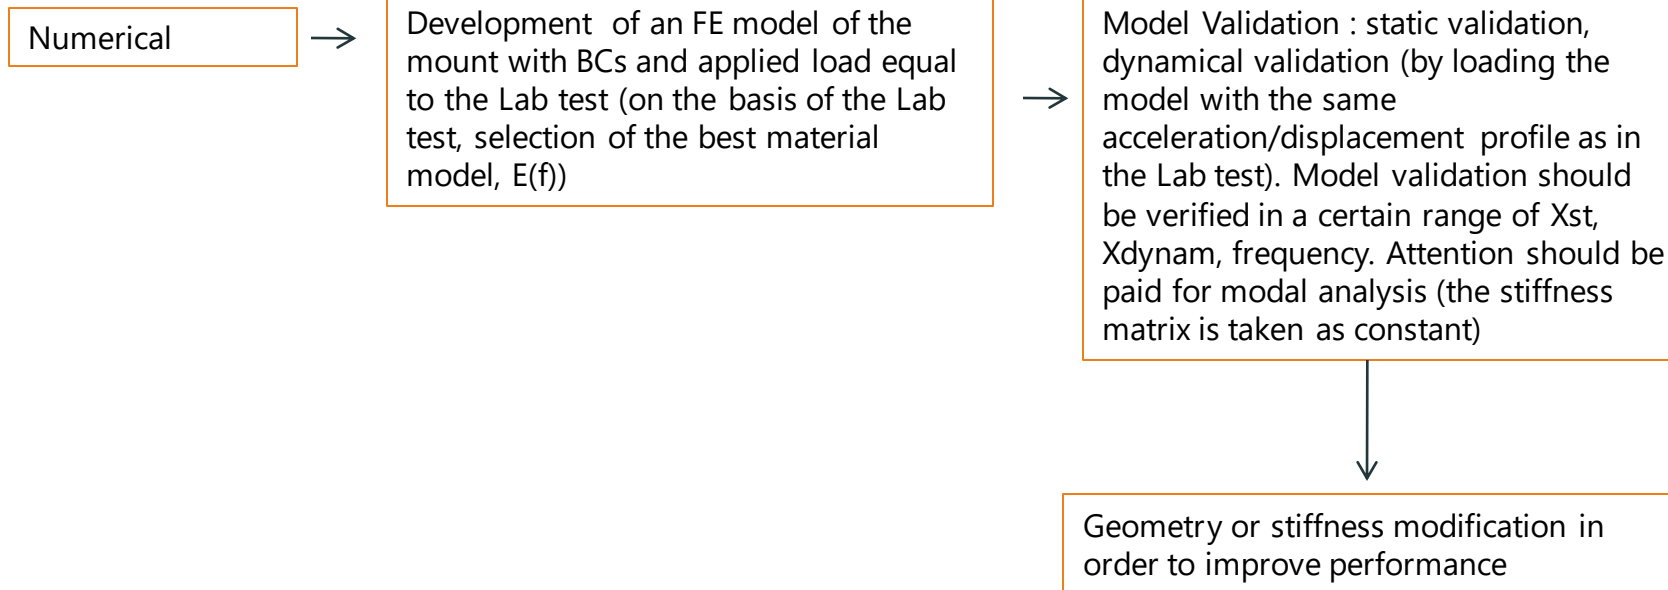 Numerical
Development of an FE model of the
mount with BCs and applied load equal
to the Lab test (on the basis of the Lab
test, selection of the best material
model, E(f))
Model Validation : static validation,
dynamical validation (by loading the
model with the same
acceleration/displacement profile as in
the Lab test). Model validation should
be verified in a certain range of Xst,
Xdynam, frequency. Attention should be
paid for modal analysis (the stiffness
matrix is taken as constant)
Geometry or stiffness modification in
order to improve performance